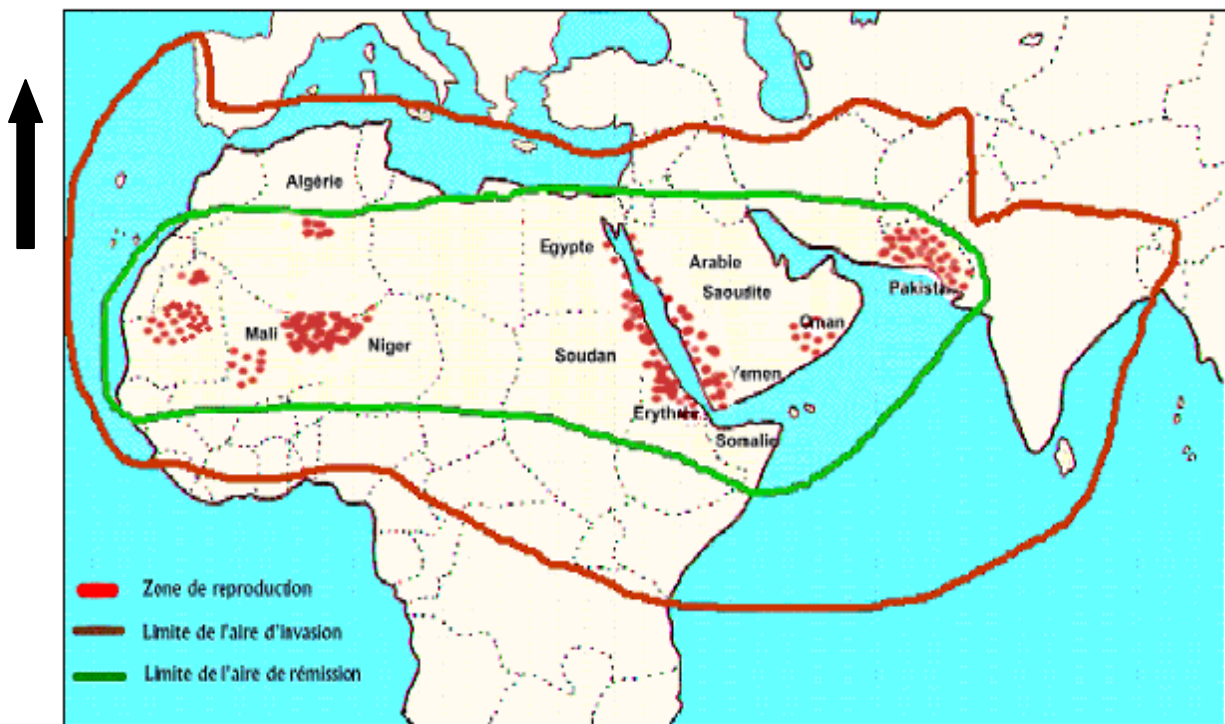 Algérie
Egypte
Arabie
Saoudite
Pakista
Mali
Niger
Oman
Soudan
Yemen
Eryth
Somalie
Zone de reproduction
Limite de l'aire d'invasion
Limite de l'aire de rémission